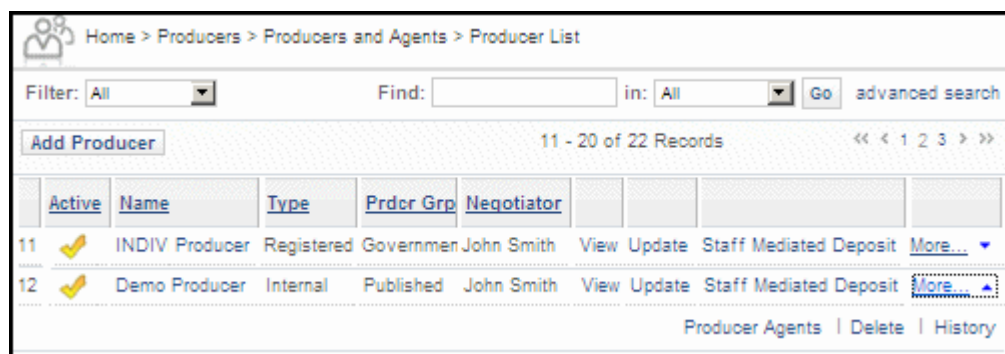 Home > Producers > Producers and Agents > Producer List
Filter: All Find: in: All Go advanced search
Add Producer 11 - 20 of 22 Records << < 1 2 3 > >>
Active Name Type Prdcr Grp Negotiator
11 INDIV Producer Registered Governmen John Smith View Update Staff Mediated Deposit More...
12 Demo Producer Internal Published John Smith View Update Staff Mediated Deposit More...
Producer Agents | Delete | History